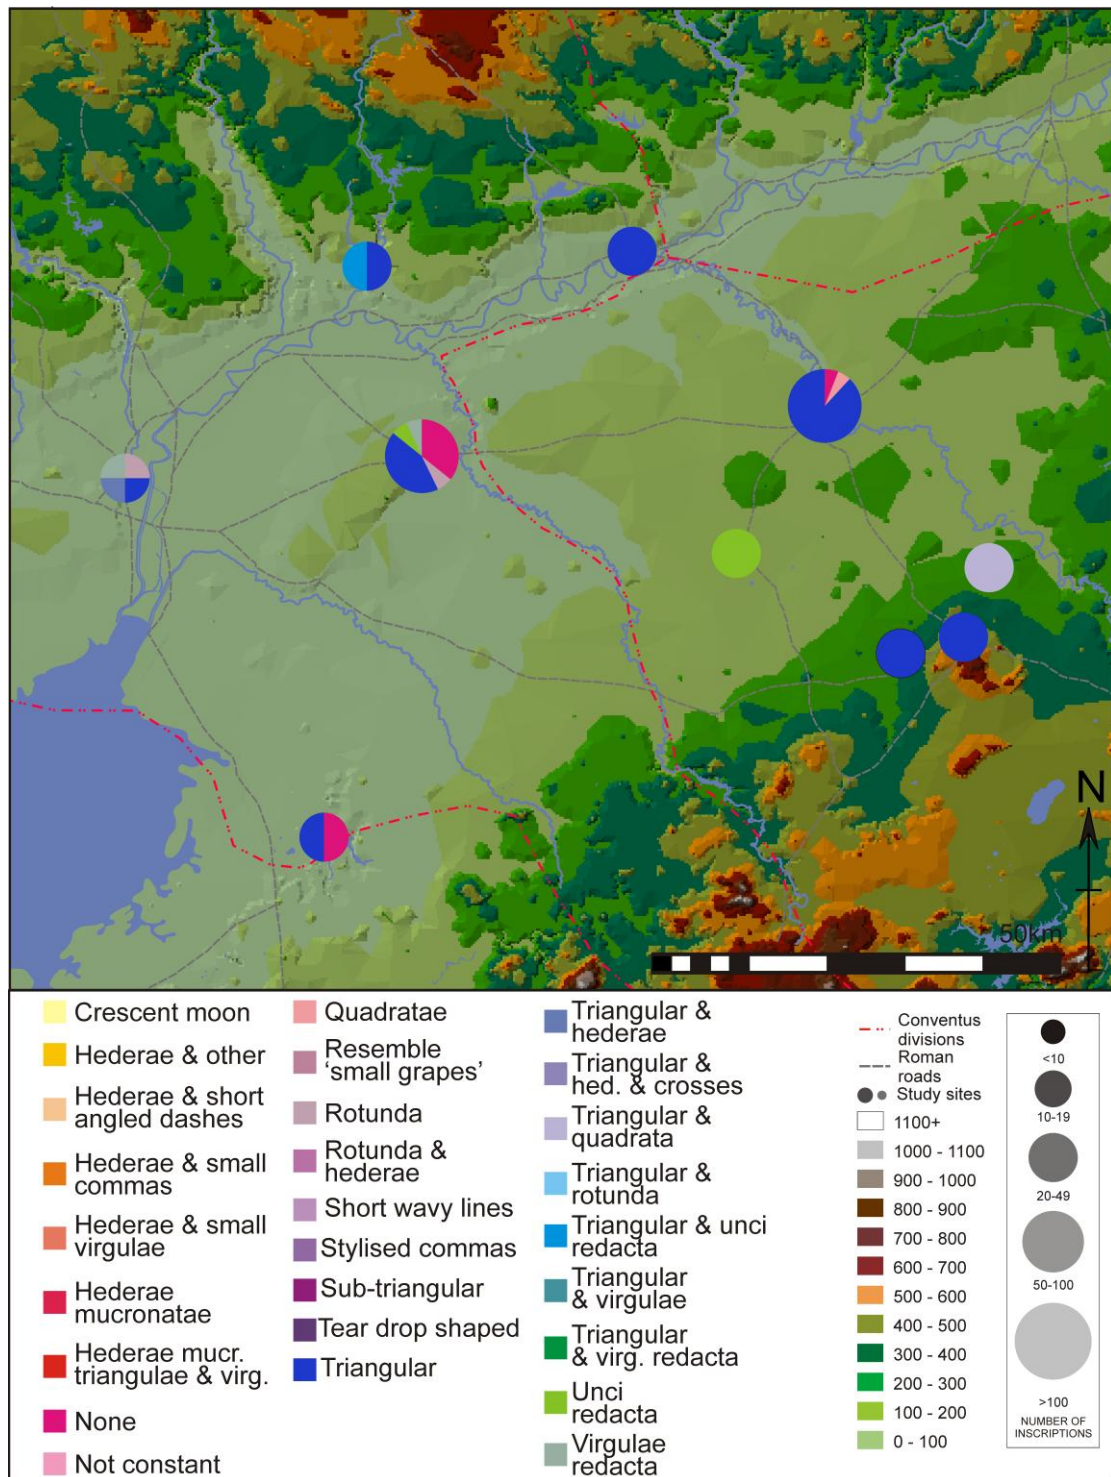 N
50km
Crescent moon
Hederae & other
Hederae & short
angled dashes
Hederae & small
commas
Hederae & small
virgulae
Hederae
mucronatae
Hederae mucr.
triangulae & virg.
None
Not constant
Quadratae
Resemble
'small grapes'
Rotunda
Rotunda &
hederae
Short wavy lines
Stylised commas
Sub-triangular
Tear drop shaped
Triangular
Triangular &
hederae
Triangular &
hed. & crosses
Triangular &
quadrata
Triangular &
rotunda
Triangular & unci
redacta
Triangular
& virgulae
Triangular
& virg. redacta
Unci
redacta
Virgulae
redacta
Conventus
divisions
Roman
roads
Study sites
1100+
1000 - 1100
900 - 1000
800 - 900
700 - 800
600 - 700
500 - 600
400 - 500
300 - 400
200 - 300
100 - 200
0 - 100
<10
10-19
20-49
50-100
>100
NUMBER OF
INSCRIPTIONS